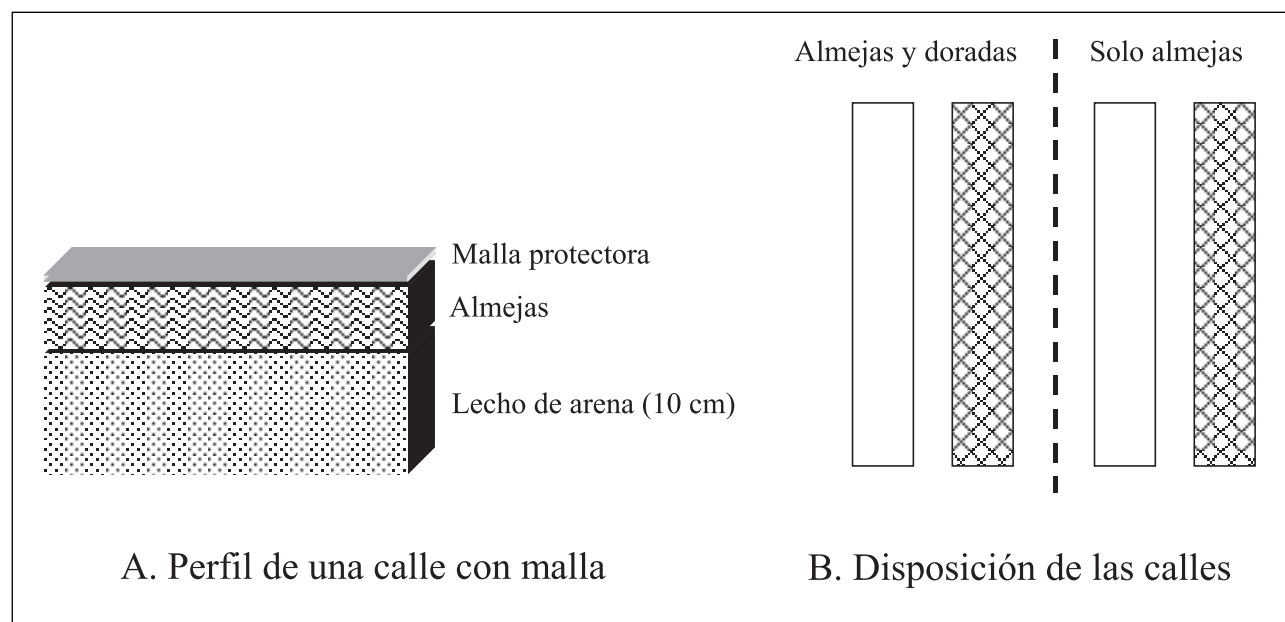 Almejas y doradas
Solo almejas
Malla protectora
Almejas
Lecho de arena (10 cm)
A. Perfil de una calle con malla
B. Disposición de las calles